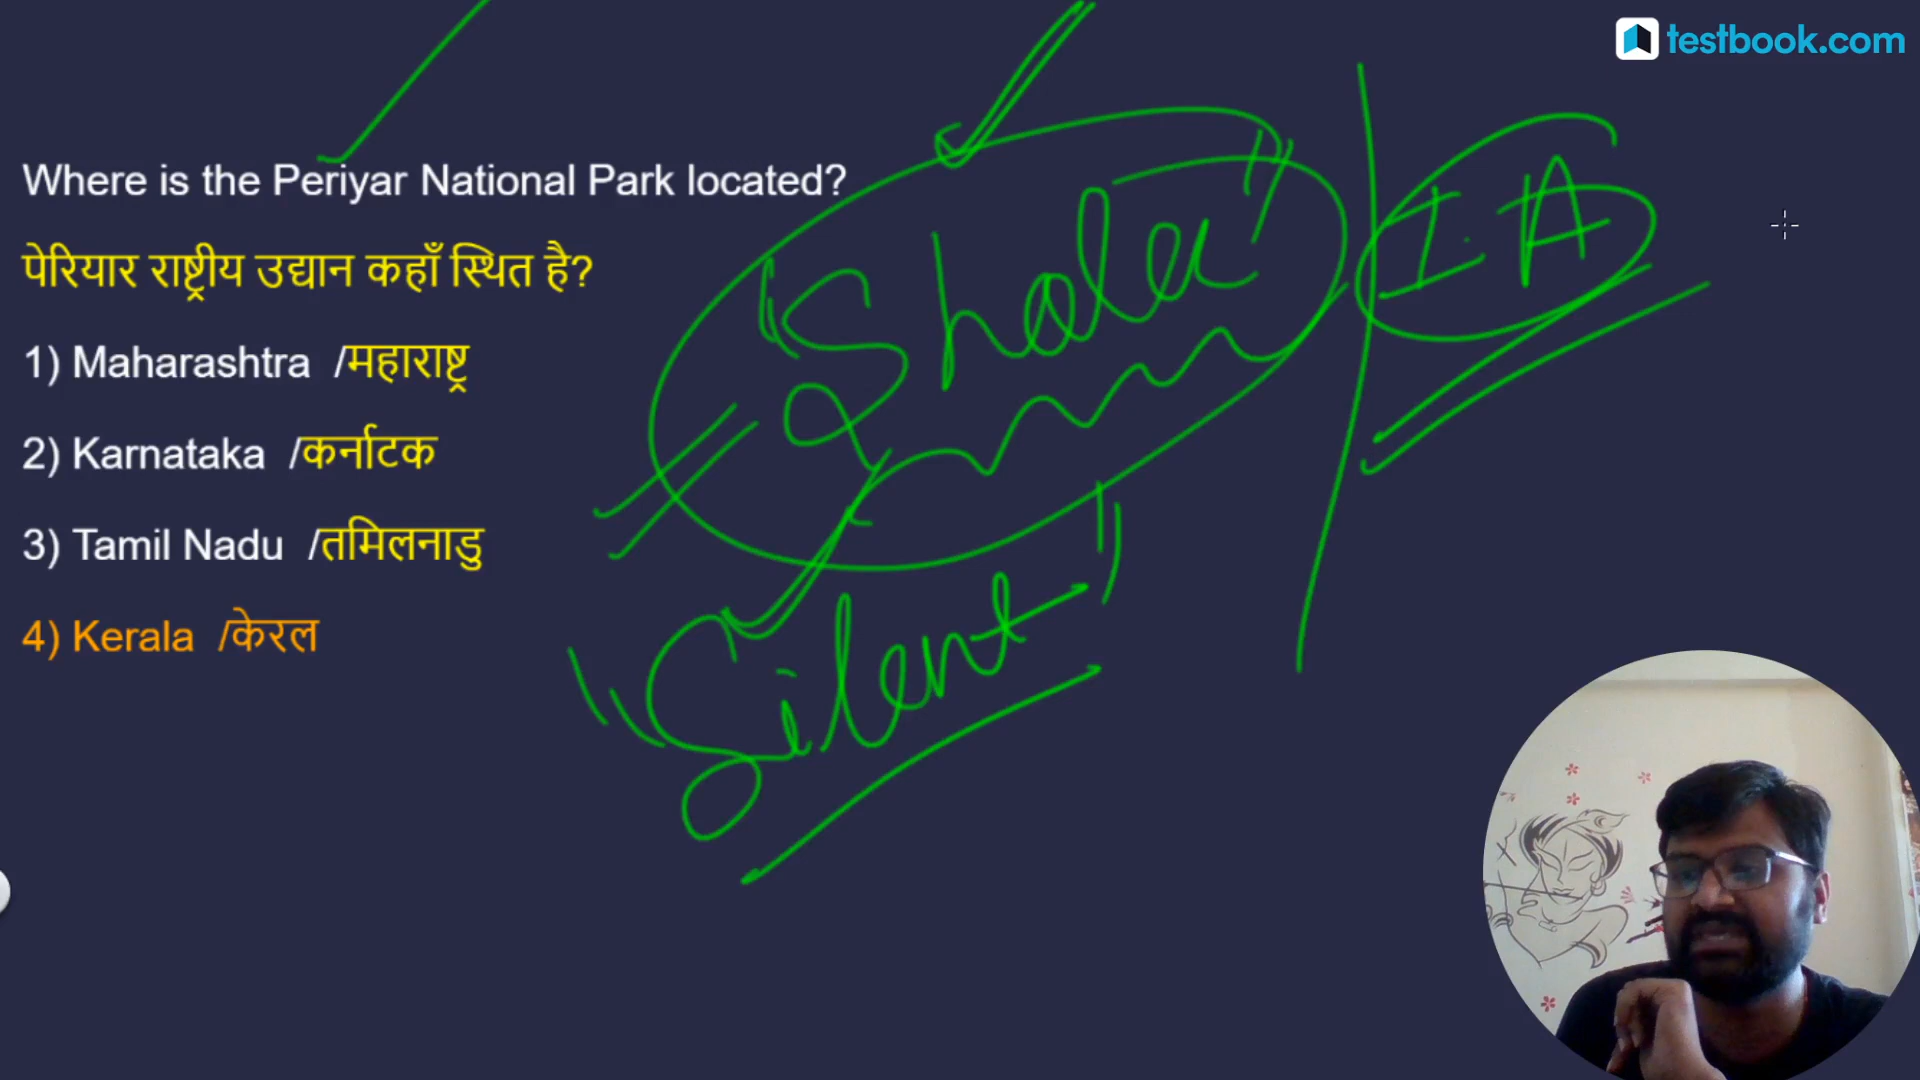 testbook.com
Where is the Periyar National Park located?
पेरियार राष्ट्रीय उद्यान कहाँ स्थित है?
1) Maharashtra /महाराष्ट्र
2) Karnataka /कर्नाटक
3) Tamil Nadu /तमिलनाडु
4) Kerala /केरल
"Shola"
I.A
"Silent"